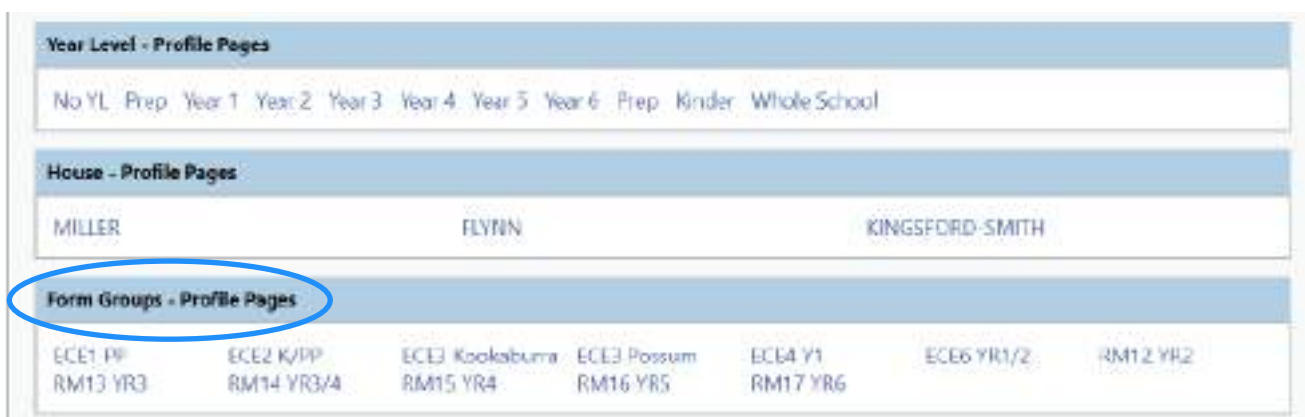 Year Level - Profile Pages
No YL Prep Year 1 Year 2 Year 3 Year 4 Year 5 Year 6 Prep Kinder Whole School
House - Profile Pages
MILLER FLYNN KINGSFORD-SMITH
Form Groups - Profile Pages
ECE1 PP ECE2 K/PP ECE3 Kookaburra ECE3 Possum ECE4 Y1 ECE6 YR1/2 RM12 YR2
RM13 YR3 RM14 YR3/4 RM15 YR4 RM16 YR5 RM17 YR6